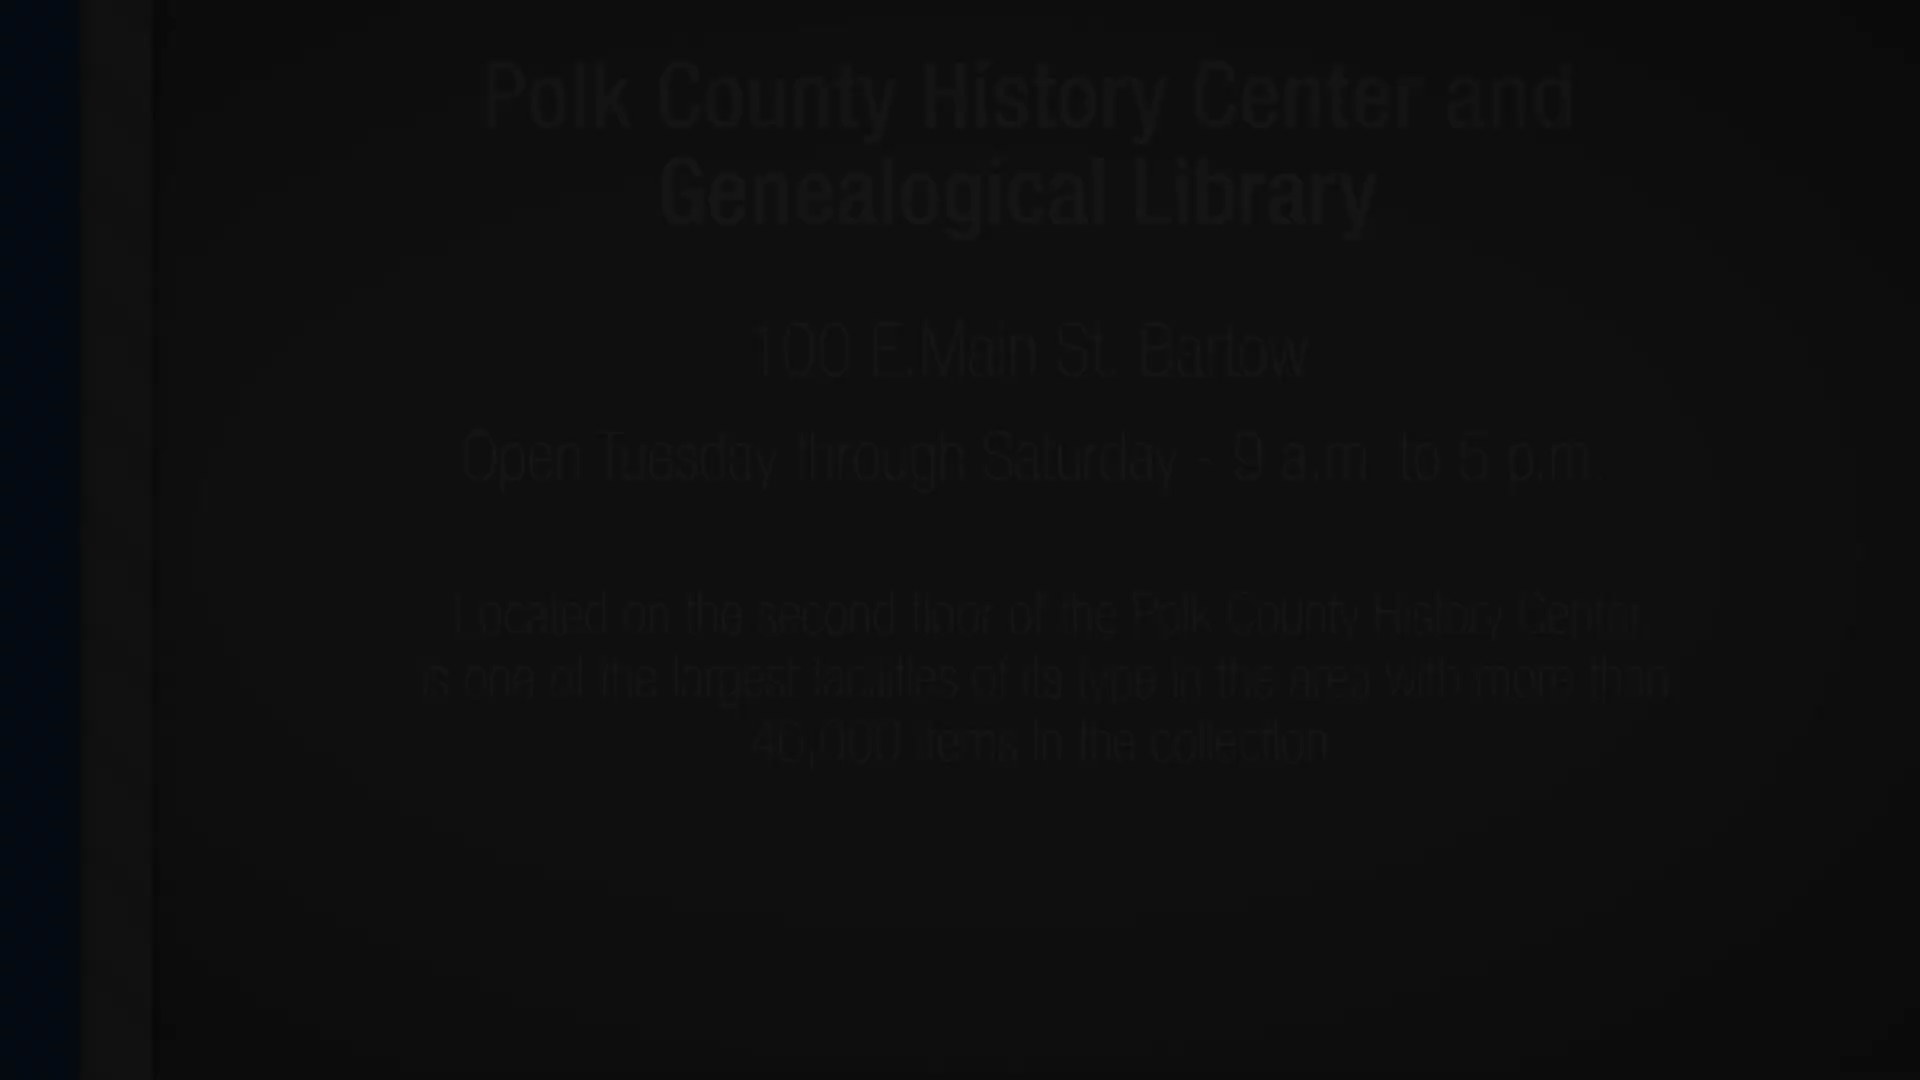 Polk County History Center and
Genealogical Library
100 E.Main St. Bartow
Open Tuesday through Saturday - 9 a.m. to 5 p.m.
Located on the second floor of the Polk County History Center,
is one of the largest facilities of its type in the area with more than
40,000 items in the collection